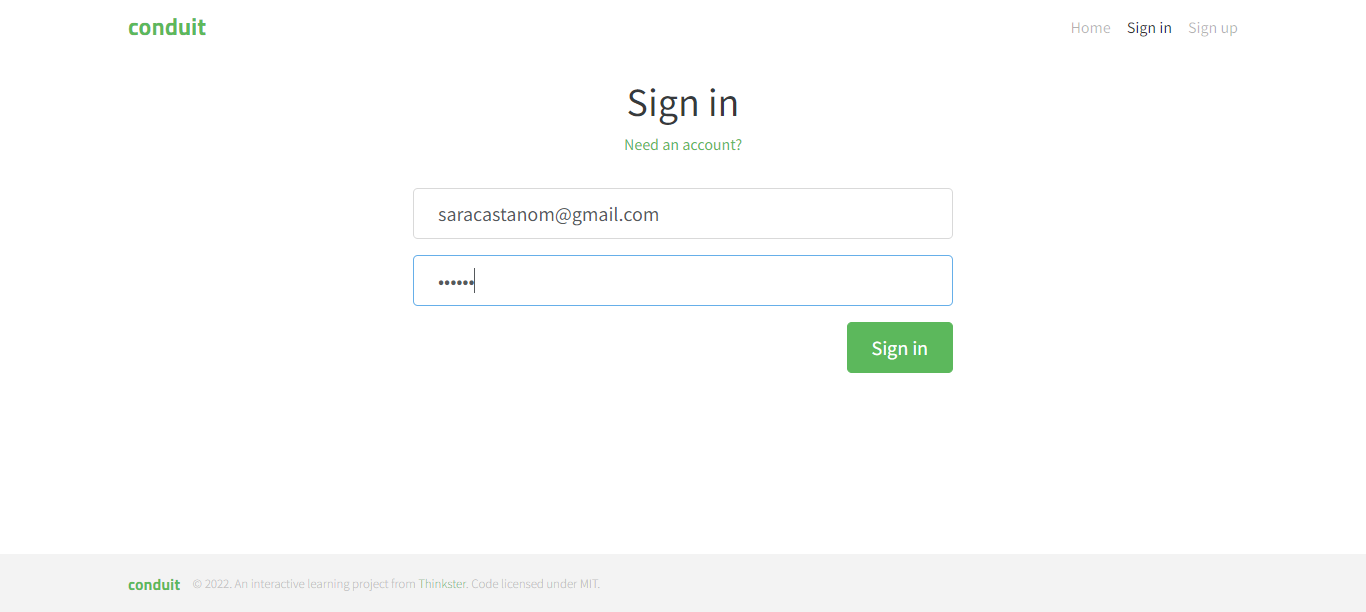 conduit
Home Sign in Sign up
Sign in
Need an account?
saracastanom@gmail.com
••••••
Sign in
conduit © 2022. An interactive learning project from Thinkster. Code licensed under MIT.